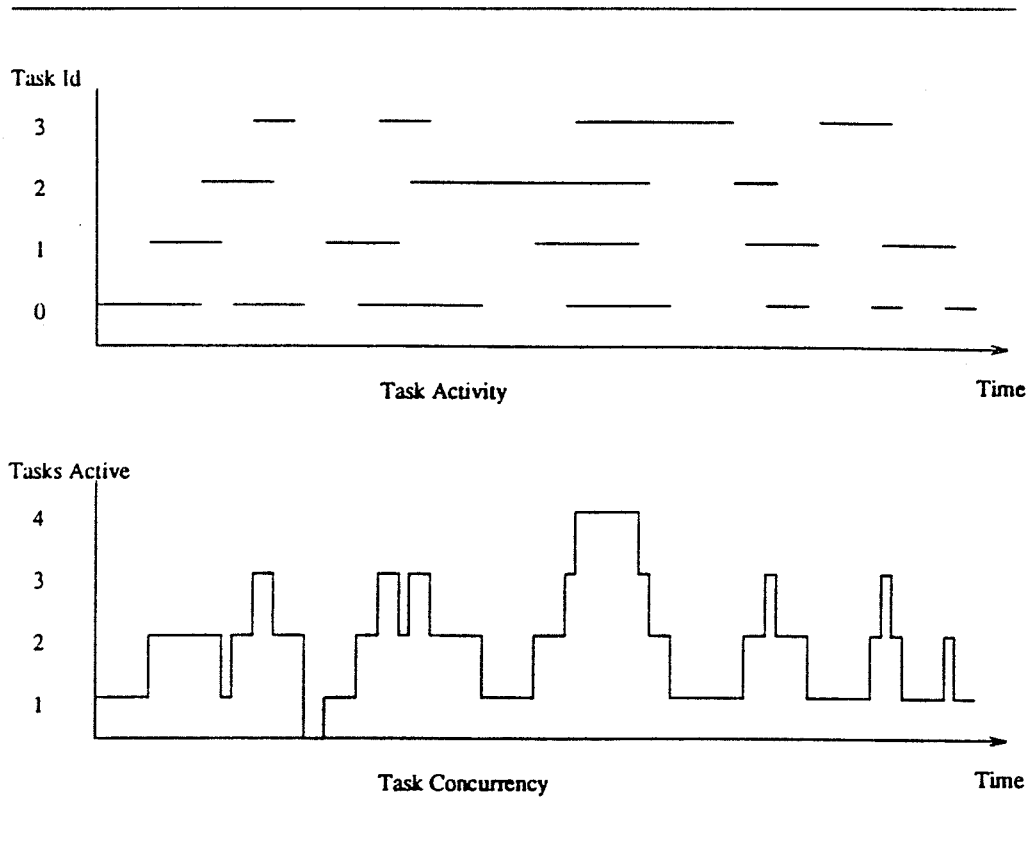 Task Id
3
2
1
0
Task Activity
Time
Tasks Active
4
3
2
1
Task Concurrency
Time